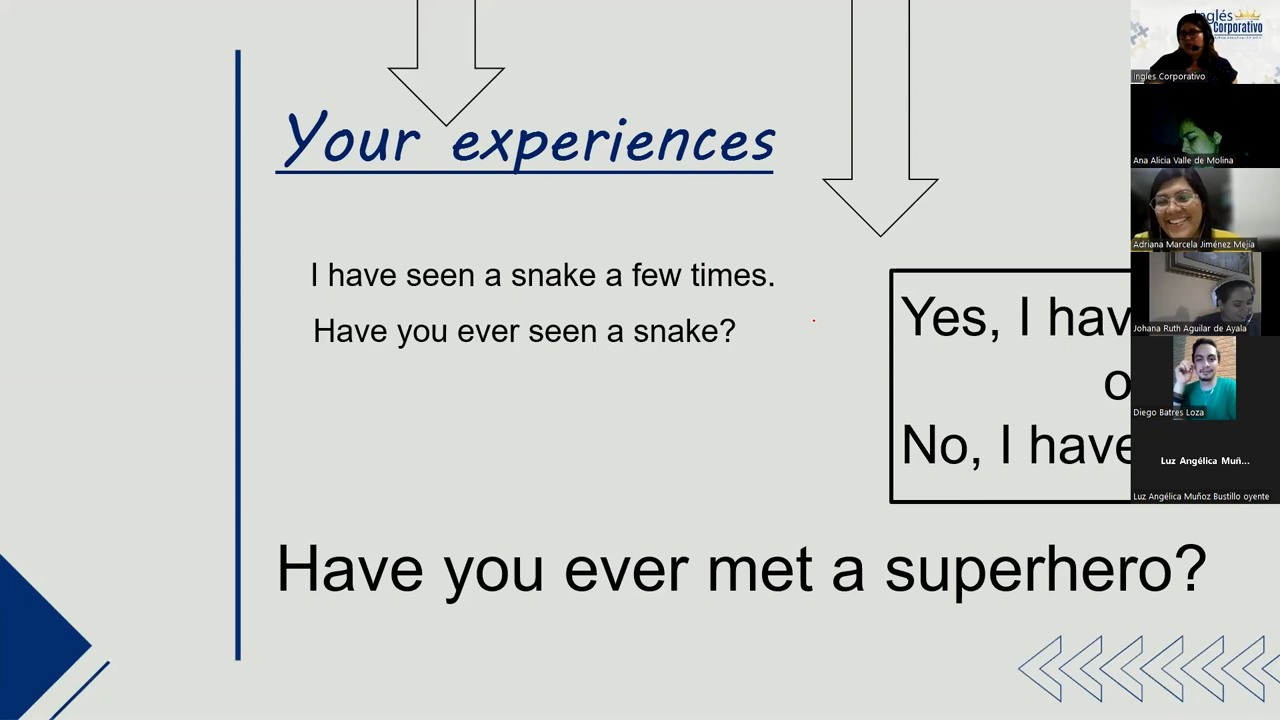 Your experiences
I have seen a snake a few times.
Have you ever seen a snake?
Yes, I hav
o
No, I have
Have you ever met a superhero?
Inglés
Corporativo
Ingles Corporativo
Ana Alicia Valle de Molina
Adriana Marcela Jiménez Mejía
Johana Ruth Aguilar de Ayala
Diego Batres Loza
Luz Angélica Muñ...
Luz Angélica Muñoz Bustillo oyente